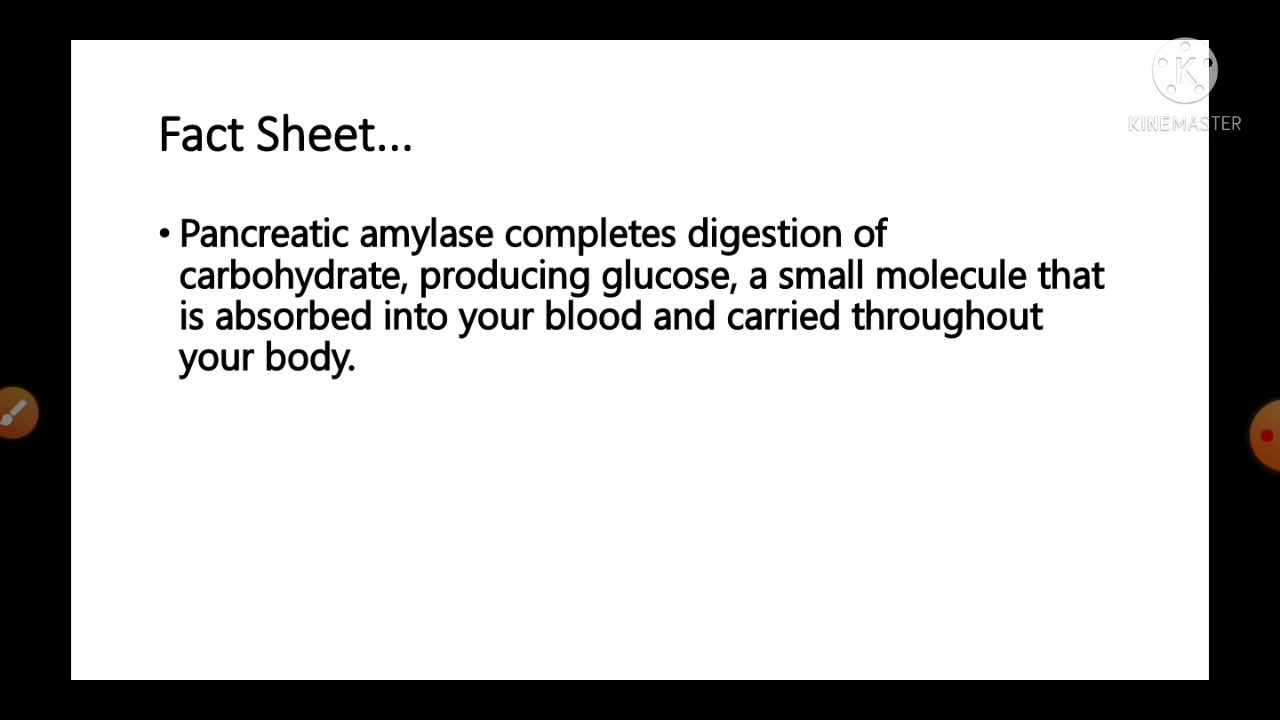 KINEMASTER
Fact Sheet...
• Pancreatic amylase completes digestion of
carbohydrate, producing glucose, a small molecule that
is absorbed into your blood and carried throughout
your body.